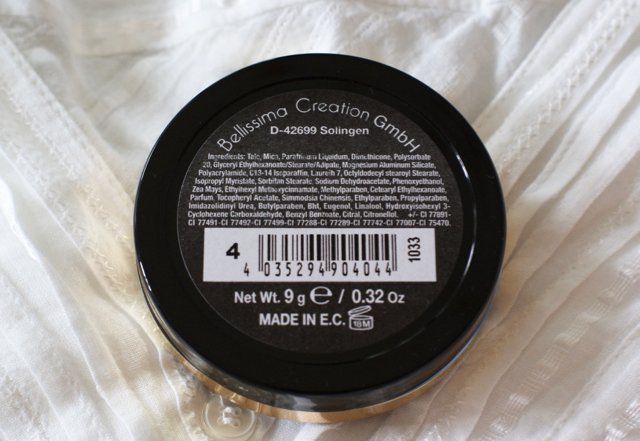 Bellissima Creation GmbH
D-42699 Solingen
Ingredients: Talc, Mica, Paraffinum Liquidum, Dimethicone, Polysorbate
20, Glyceryl Ethylhexanoate/Stearate/Adipate, Magnesium Aluminum Silicate,
Polyacrylamide, C13-14 Isoparaffin, Laureth 7, Octyldodecyl stearoyl Stearate,
Isopropyl Myristate, Sorbitan Stearate, Sodium Dehydroacetate, Phenoxyethanol,
Zea Mays, Ethylhexyl Methoxycinnamate, Methylparaben, Cetearyl Ethylhexanoate,
Parfum, Tocopheryl Acetate, Simmodsia Chinensis, Ethylparaben, Propylparaben,
Imidazolidinyl Urea, Butylparaben, Bht, Eugenol, Linalool, Hydroxyisohexyl 3-
Cyclohexene Carboxaldehyde, Benzyl Benzoate, Citral, Citronellol. +/- CI 77891-
CI 77491-CI 77492-CI 77499-CI 77288-CI 77289-CI 77742-CI 77007-CI 75470.
4
4 035294 904044
1033
Net Wt. 9 g ℮ / 0.32 Oz
MADE IN E.C. 18M